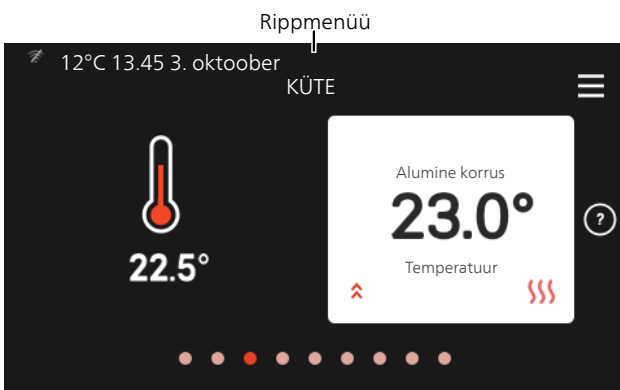 Rippmenüü
12°C 13.45 3. oktoober
KÜTE
22.5°
Alumine korrus
23.0°
Temperatuur
?